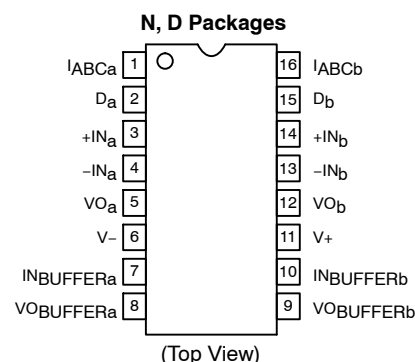 N, D Packages
IABCa 1 16 IABCb
Da 2 15 Db
+INa 3 14 +INb
−INa 4 13 −INb
VOa 5 12 VOb
V− 6 11 V+
INBUFFERa 7 10 INBUFFERb
VOBUFFERa 8 9 VOBUFFERb
(Top View)